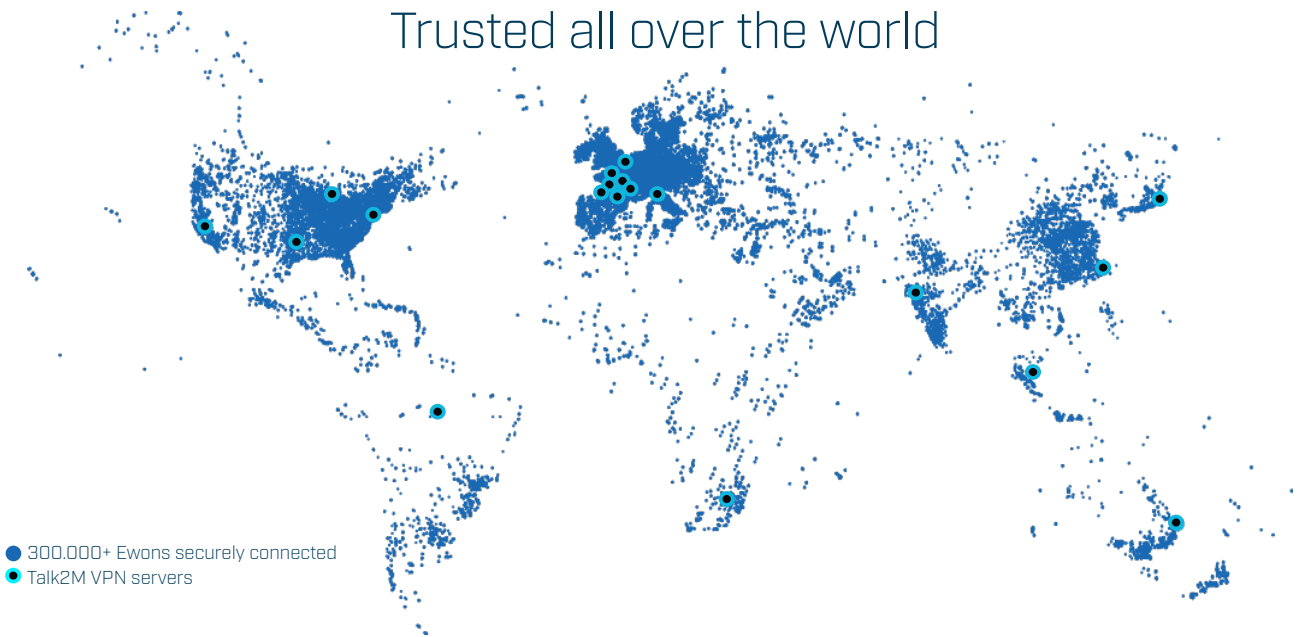 Trusted all over the world
300.000+ Ewons securely connected
Talk2M VPN servers